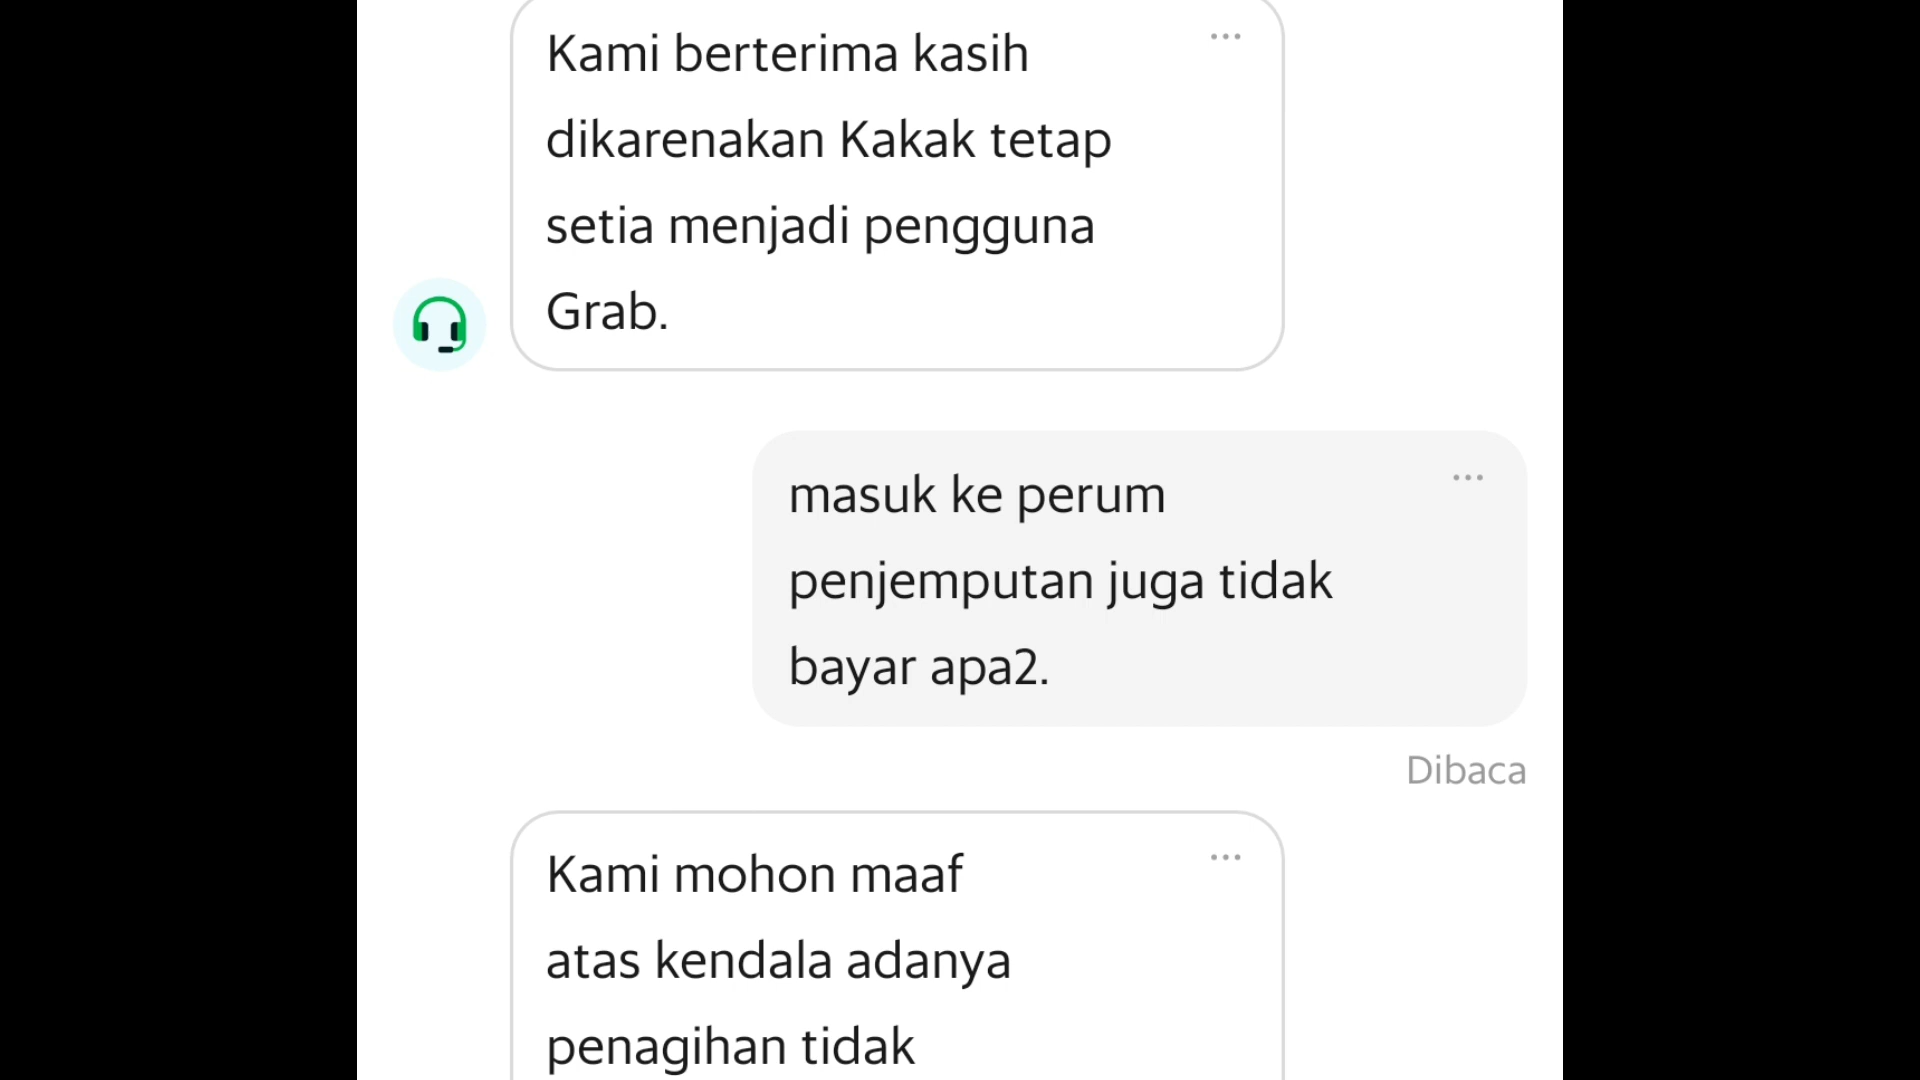 Kami berterima kasih
dikarenakan Kakak tetap
setia menjadi pengguna
Grab.
masuk ke perum
penjemputan juga tidak
bayar apa2.
Dibaca
Kami mohon maaf
atas kendala adanya
penagihan tidak